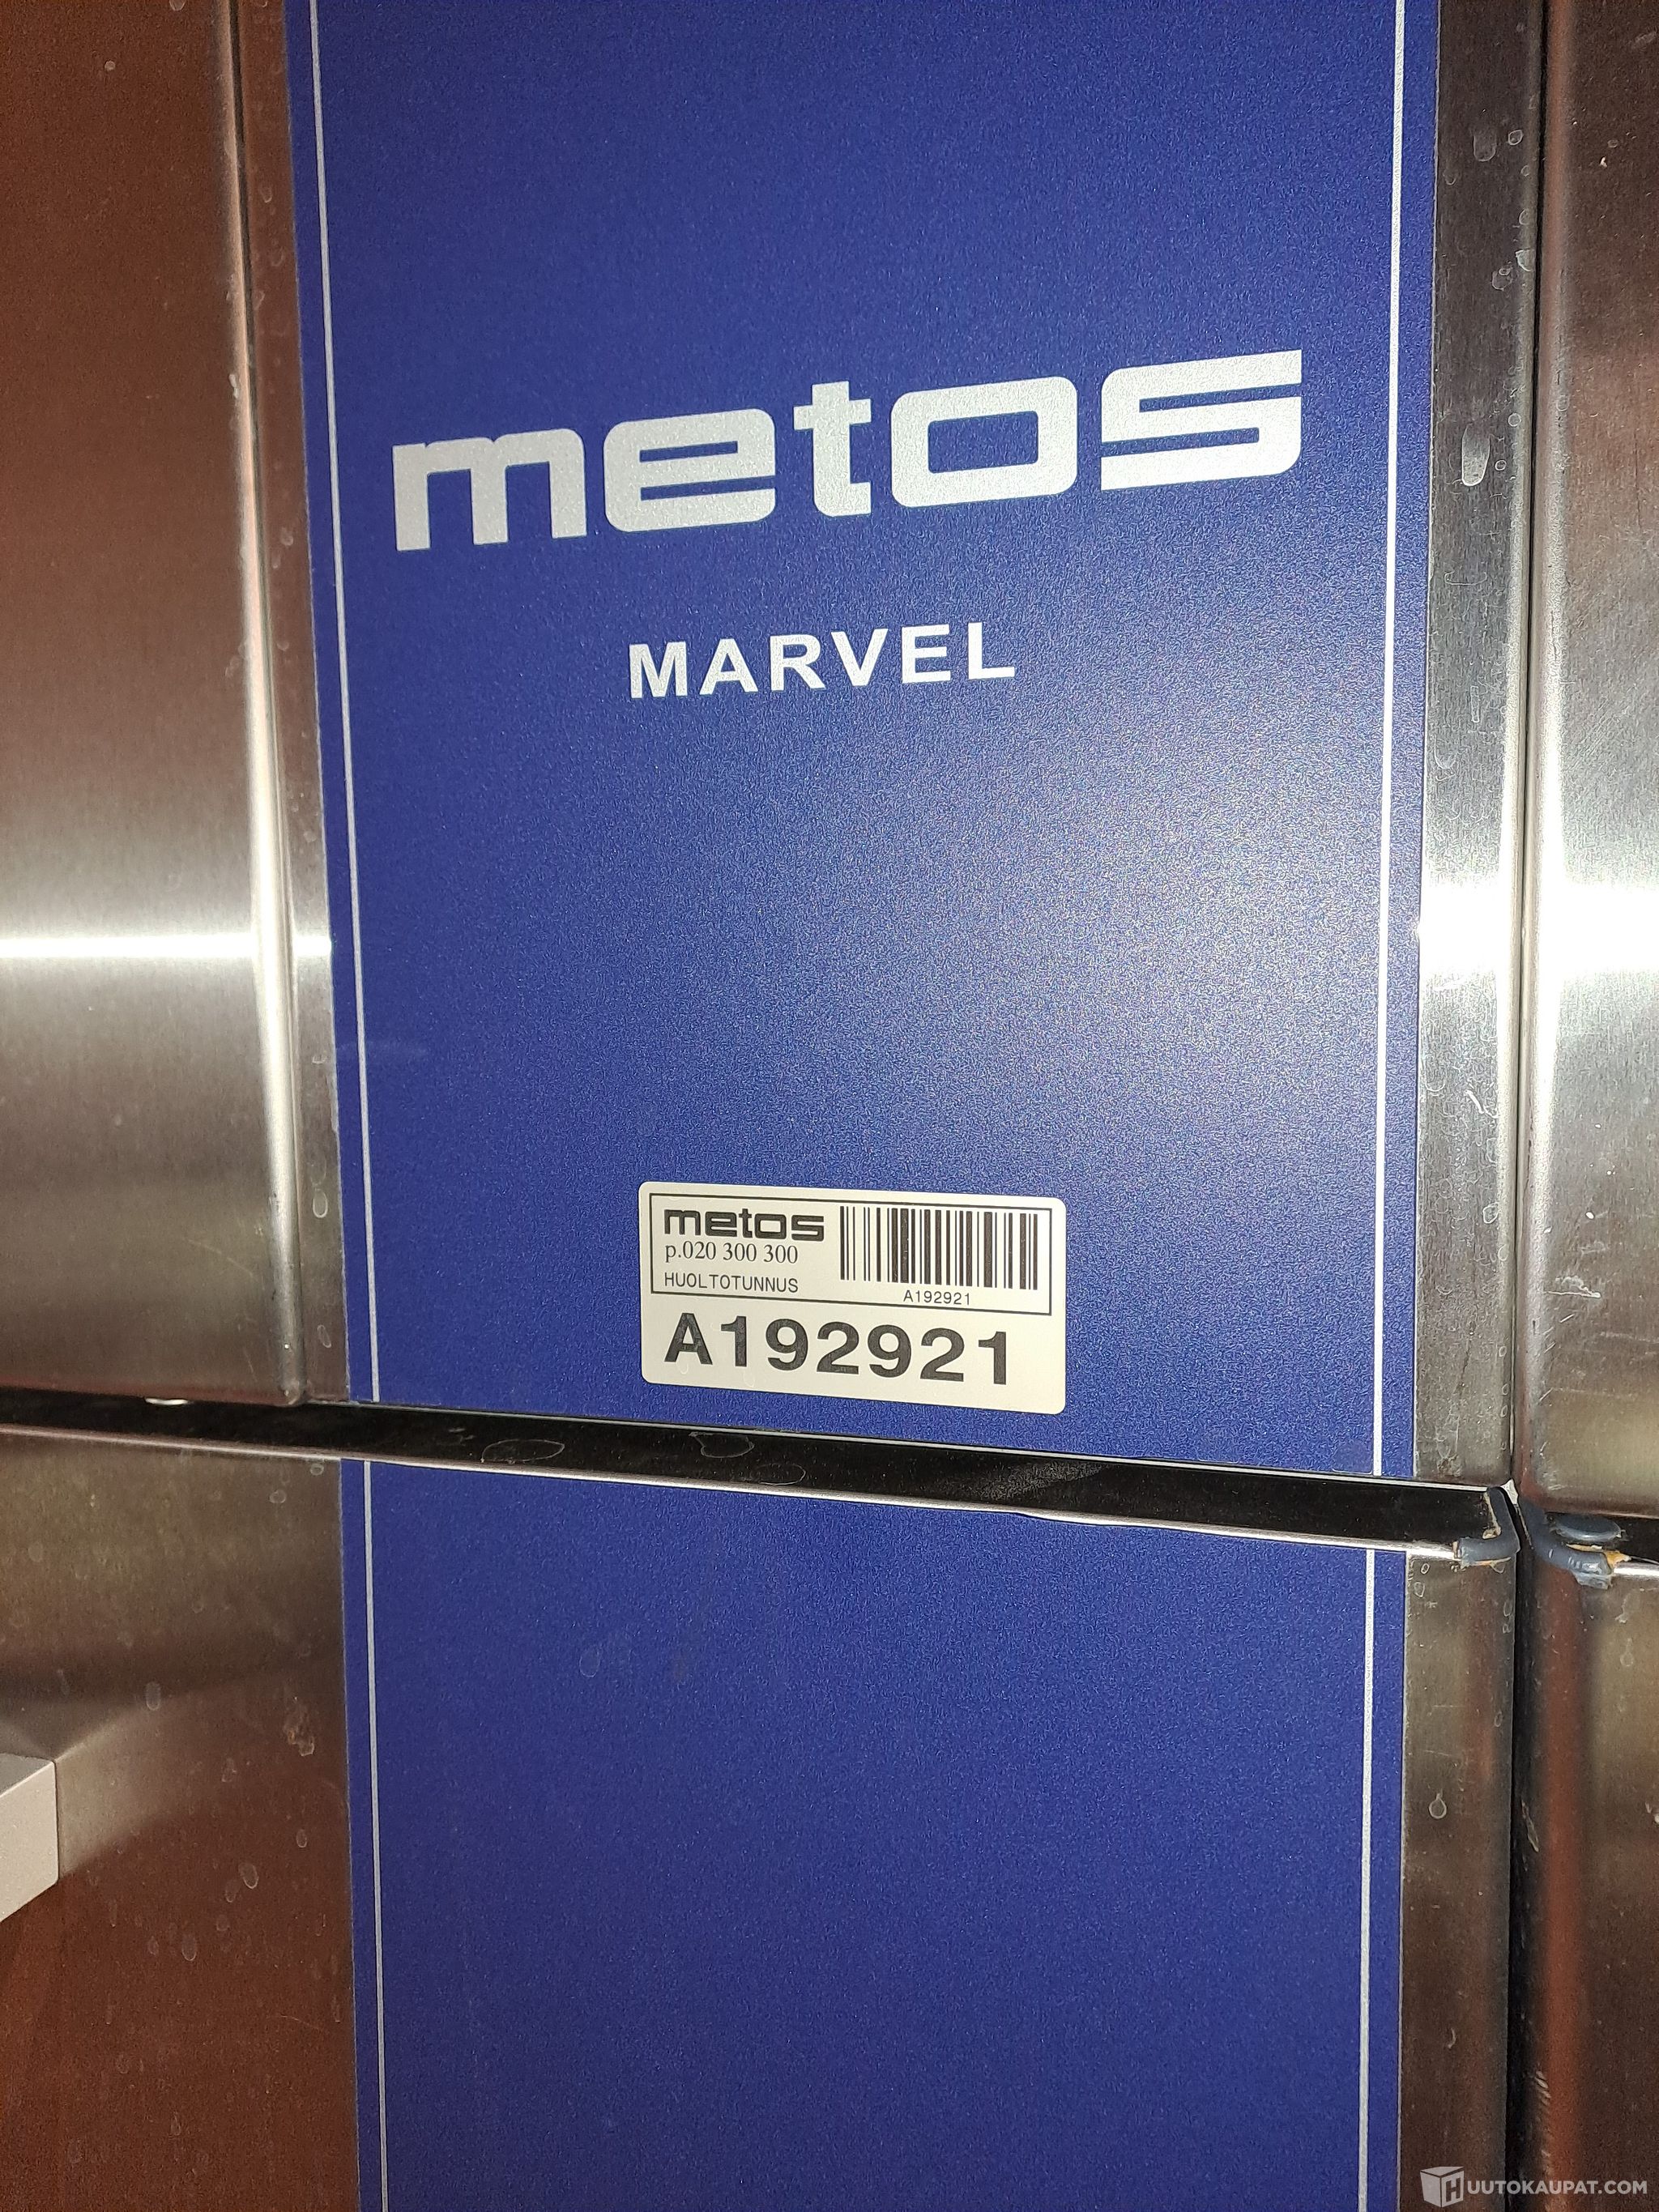 metos
MARVEL
metos
p.020 300 300
HUOLTOTUNNUS
A192921
A192921
HUUTOKAUPAT.COM